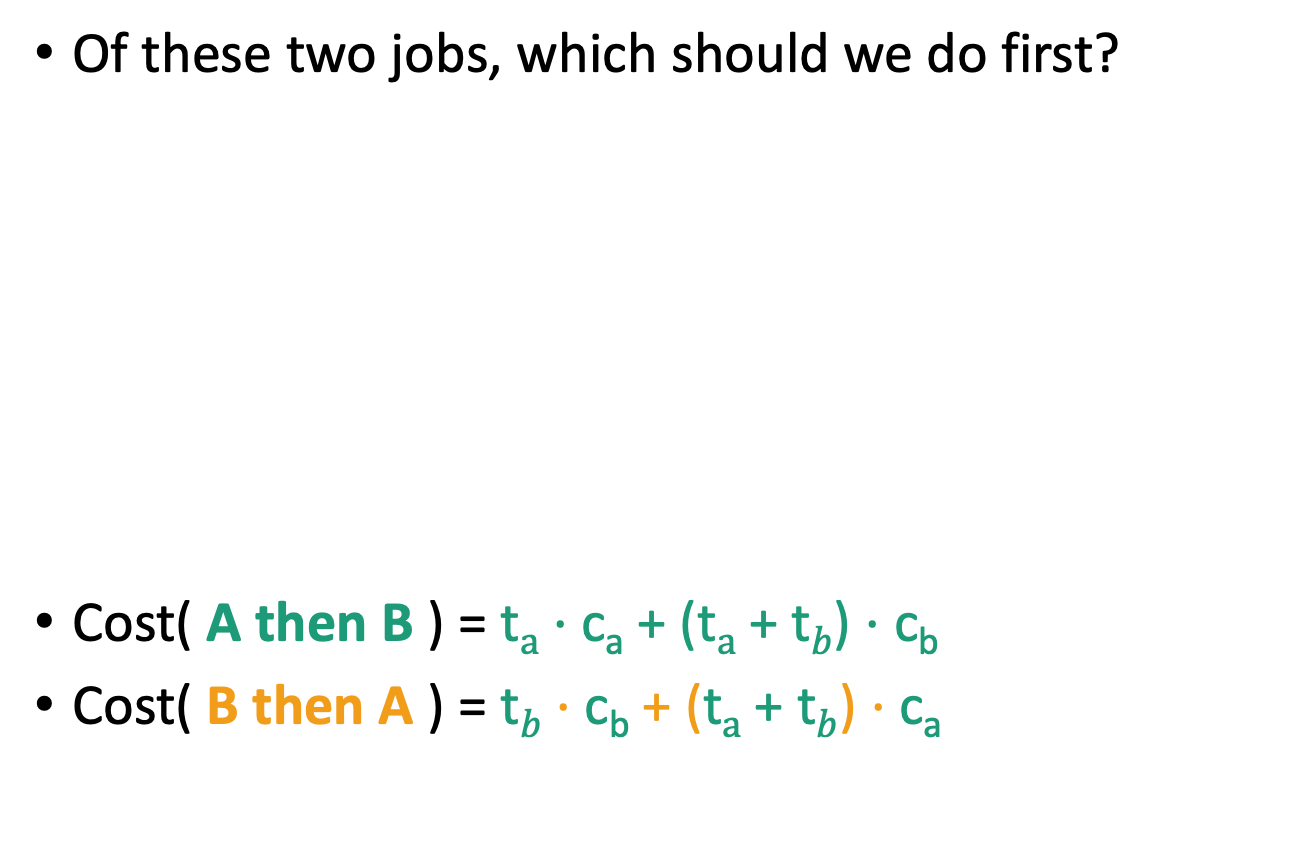 • Of these two jobs, which should we do first?
• Cost( A then B ) = tₐ · cₐ + (tₐ + t_b) · c_b
• Cost( B then A ) = t_b · c_b + (tₐ + t_b) · cₐ